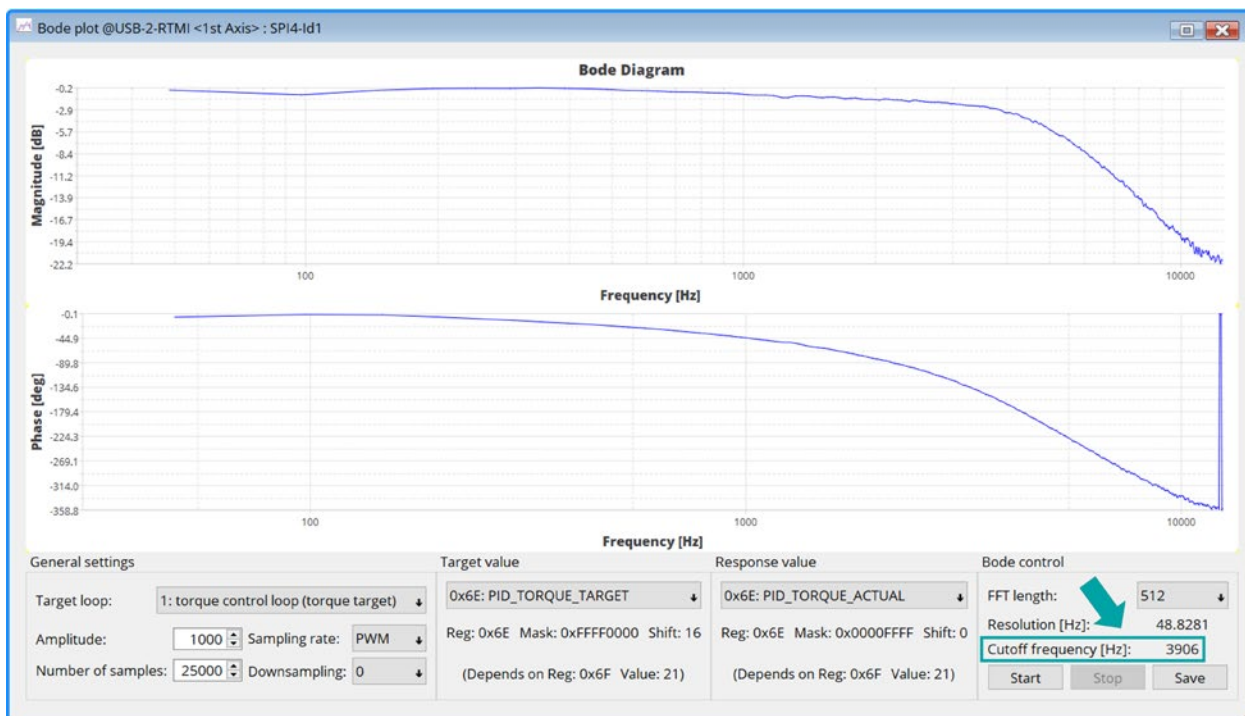 Bode plot @USB-2-RTMI <1st Axis> : SPI4-Id1
Bode Diagram
Magnitude [dB]
-0.2
-2.9
-5.7
-8.4
-11.2
-13.9
-16.7
-19.4
-22.2
100
1000
10000
Frequency [Hz]
Phase [deg]
-0.1
-44.9
-89.8
-134.6
-179.4
-224.3
-269.1
-314.0
-358.8
100
1000
10000
Frequency [Hz]
General settings
Target loop: 1: torque control loop (torque target)
Amplitude: 1000 Sampling rate: PWM
Number of samples: 25000 Downsampling: 0
Target value
0x6E: PID_TORQUE_TARGET
Reg: 0x6E Mask: 0xFFFF0000 Shift: 16
(Depends on Reg: 0x6F Value: 21)
Response value
0x6E: PID_TORQUE_ACTUAL
Reg: 0x6E Mask: 0x0000FFFF Shift: 0
(Depends on Reg: 0x6F Value: 21)
Bode control
FFT length: 512
Resolution [Hz]: 48.8281
Cutoff frequency [Hz]: 3906
Start Stop Save